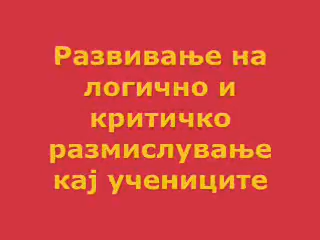 Развивање на
логично и
критичко
размислување
кај учениците